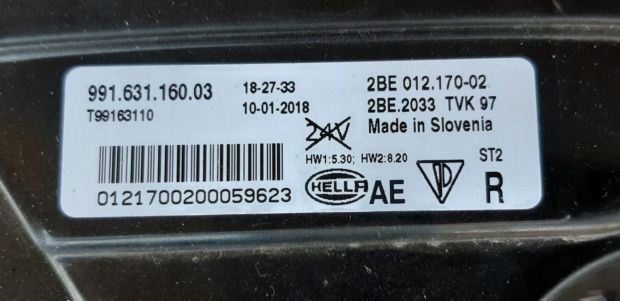 991.631.160.03 18-27-33 2BE 012.170-02
T99163110 10-01-2018 2BE.2033 TVK 97
24V Made in Slovenia
HW1:5.30; HW2:8.20 ST2
0121700200059623 HELLA AE R